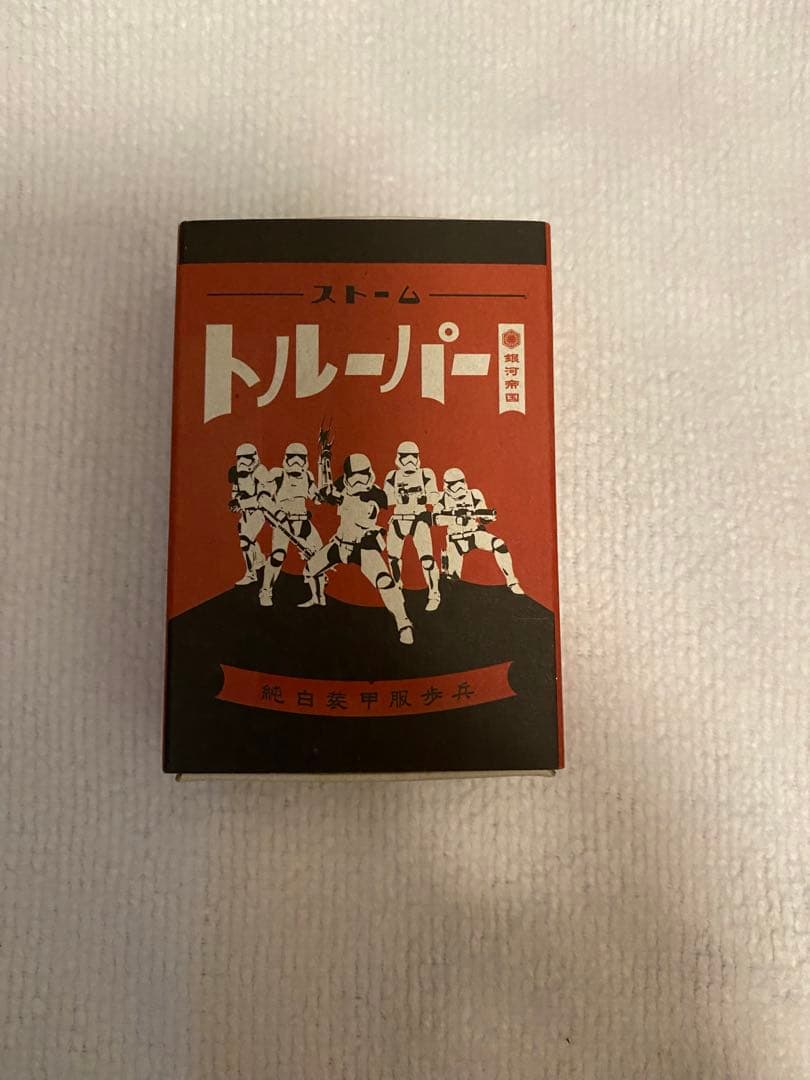 ストーム
トルーパー
銀河帝国
純白装甲服歩兵